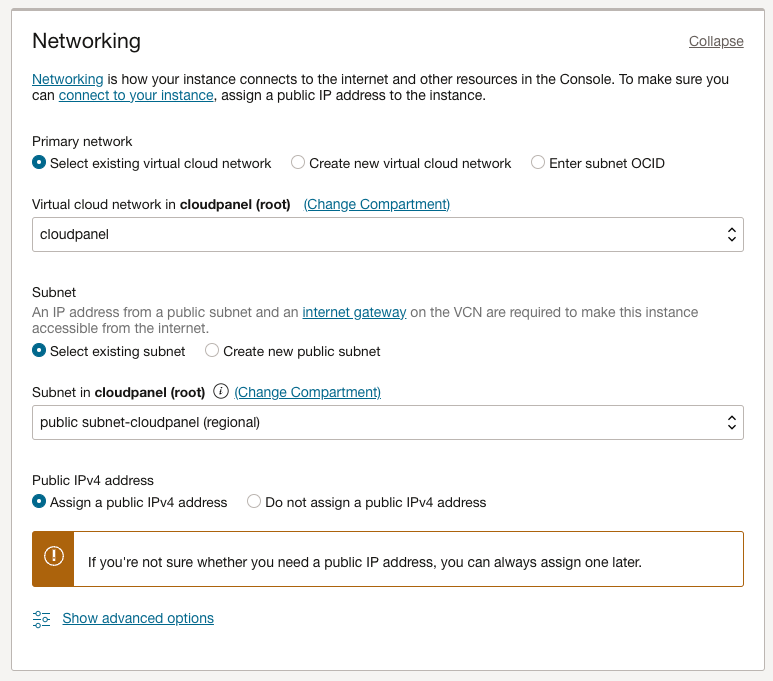 Networking
Collapse
Networking is how your instance connects to the internet and other resources in the Console. To make sure you
can connect to your instance, assign a public IP address to the instance.
Primary network
Select existing virtual cloud network
Create new virtual cloud network
Enter subnet OCID
Virtual cloud network in cloudpanel (root) (Change Compartment)
cloudpanel
Subnet
An IP address from a public subnet and an internet gateway on the VCN are required to make this instance
accessible from the internet.
Select existing subnet
Create new public subnet
Subnet in cloudpanel (root) i (Change Compartment)
public subnet-cloudpanel (regional)
Public IPv4 address
Assign a public IPv4 address
Do not assign a public IPv4 address
If you're not sure whether you need a public IP address, you can always assign one later.
Show advanced options